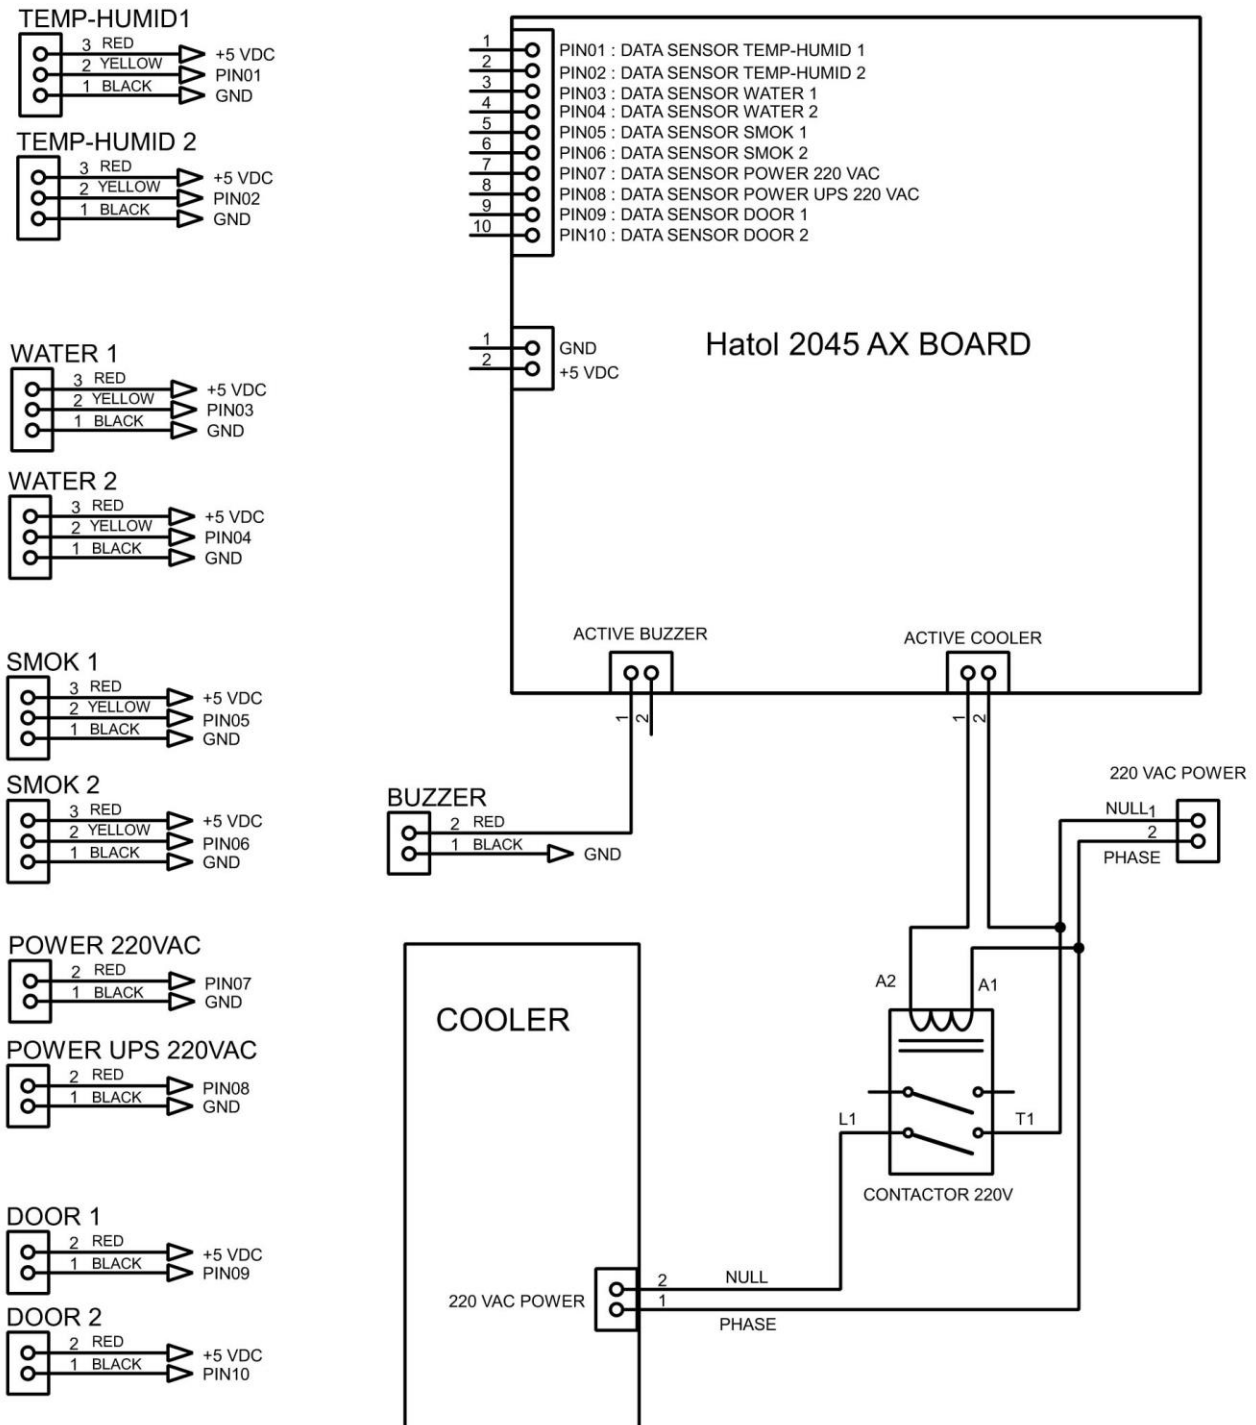 TEMP-HUMID1
3 RED
+5 VDC
2 YELLOW
PIN01
1 BLACK
GND
TEMP-HUMID 2
3 RED
+5 VDC
2 YELLOW
PIN02
1 BLACK
GND
WATER 1
3 RED
+5 VDC
2 YELLOW
PIN03
1 BLACK
GND
WATER 2
3 RED
+5 VDC
2 YELLOW
PIN04
1 BLACK
GND
SMOK 1
3 RED
+5 VDC
2 YELLOW
PIN05
1 BLACK
GND
SMOK 2
3 RED
+5 VDC
2 YELLOW
PIN06
1 BLACK
GND
POWER 220VAC
2 RED
PIN07
1 BLACK
GND
POWER UPS 220VAC
2 RED
PIN08
1 BLACK
GND
DOOR 1
2 RED
+5 VDC
1 BLACK
PIN09
DOOR 2
2 RED
+5 VDC
1 BLACK
PIN10
1 PIN01 : DATA SENSOR TEMP-HUMID 1
2 PIN02 : DATA SENSOR TEMP-HUMID 2
3 PIN03 : DATA SENSOR WATER 1
4 PIN04 : DATA SENSOR WATER 2
5 PIN05 : DATA SENSOR SMOK 1
6 PIN06 : DATA SENSOR SMOK 2
7 PIN07 : DATA SENSOR POWER 220 VAC
8 PIN08 : DATA SENSOR POWER UPS 220 VAC
9 PIN09 : DATA SENSOR DOOR 1
10 PIN10 : DATA SENSOR DOOR 2
1 GND
2 +5 VDC
Hatol 2045 AX BOARD
ACTIVE BUZZER
1 2
ACTIVE COOLER
1 2
BUZZER
2 RED
1 BLACK
GND
220 VAC POWER
NULL 1
2
PHASE
A2
A1
L1
T1
CONTACTOR 220V
COOLER
220 VAC POWER
2 NULL
1
PHASE